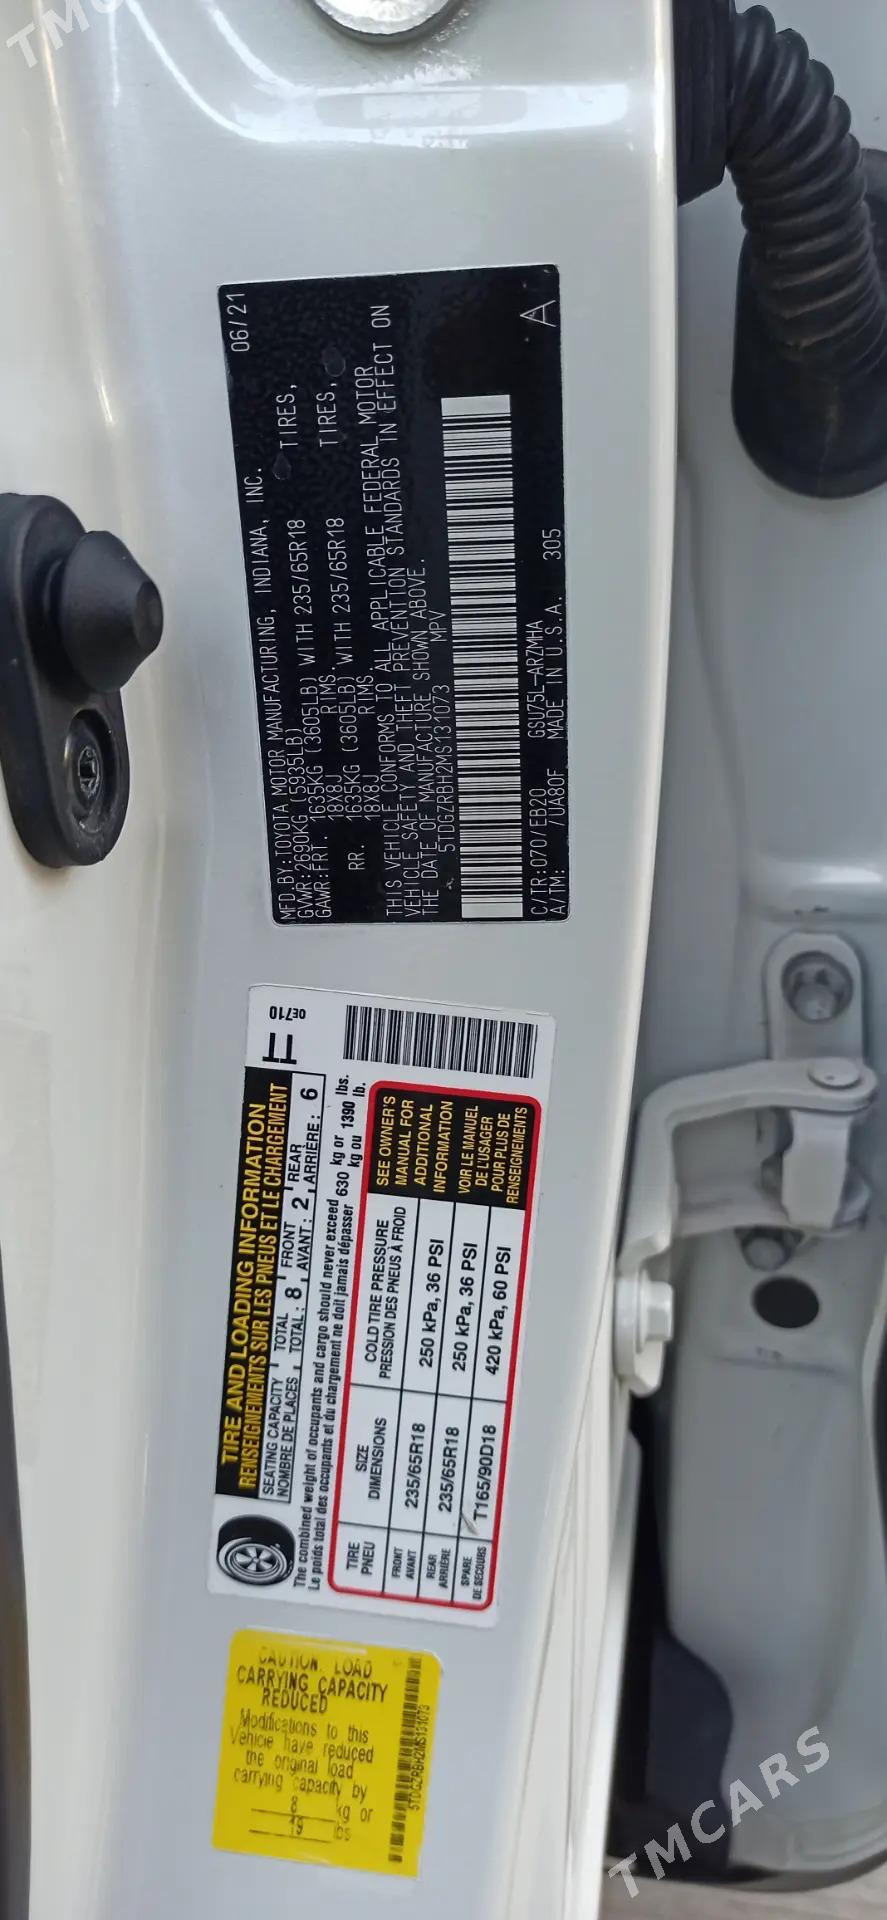 TMCARS
06/21
MFD.BY:TOYOTA MOTOR MANUFACTURING, INDIANA, INC.
GVWR:2690KG (5935LB)
GAWR:FRT. 1635KG (3605LB) WITH 235/65R18 TIRES,
18X8J RIMS.
RR. 1635KG (3605LB) WITH 235/65R18 TIRES,
18X8J RIMS.
THIS VEHICLE CONFORMS TO ALL APPLICABLE FEDERAL MOTOR
VEHICLE SAFETY AND THEFT PREVENTION STANDARDS IN EFFECT ON
THE DATE OF MANUFACTURE SHOWN ABOVE.
5TDGZRBH2MS131073 MPV
C/TR:070/EB20 GSU75L-ARZMHA
A/TM: 7UA80F MADE IN U.S.A. 305
A
0E710
TIRE AND LOADING INFORMATION
RENSEIGNEMENTS SUR LES PNEUS ET LE CHARGEMENT
SEATING CAPACITY TOTAL 8 FRONT 2 REAR 6
NOMBRE DE PLACES TOTAL: AVANT: ARRIÈRE:
The combined weight of occupants and cargo should never exceed 630 kg or 1390 lbs.
Le poids total des occupants et du chargement ne doit jamais dépasser kg ou lb.
TIRE SIZE COLD TIRE PRESSURE
PNEU DIMENSIONS PRESSION DES PNEUS À FROID
FRONT 235/65R18 250 kPa, 36 PSI
AVANT
REAR 235/65R18 250 kPa, 36 PSI
ARRIÈRE
SPARE T165/90D18 420 kPa, 60 PSI
DE SECOURS
SEE OWNER'S
MANUAL FOR
ADDITIONAL
INFORMATION
VOIR LE MANUEL
DE L'USAGER
POUR PLUS DE
RENSEIGNEMENTS
CAUTION LOAD
CARRYING CAPACITY
REDUCED
Modifications to this
Vehicle have reduced
the original load
carrying capacity by
kg or
lbs
5TDGZRBH2MS131073
TMCARS